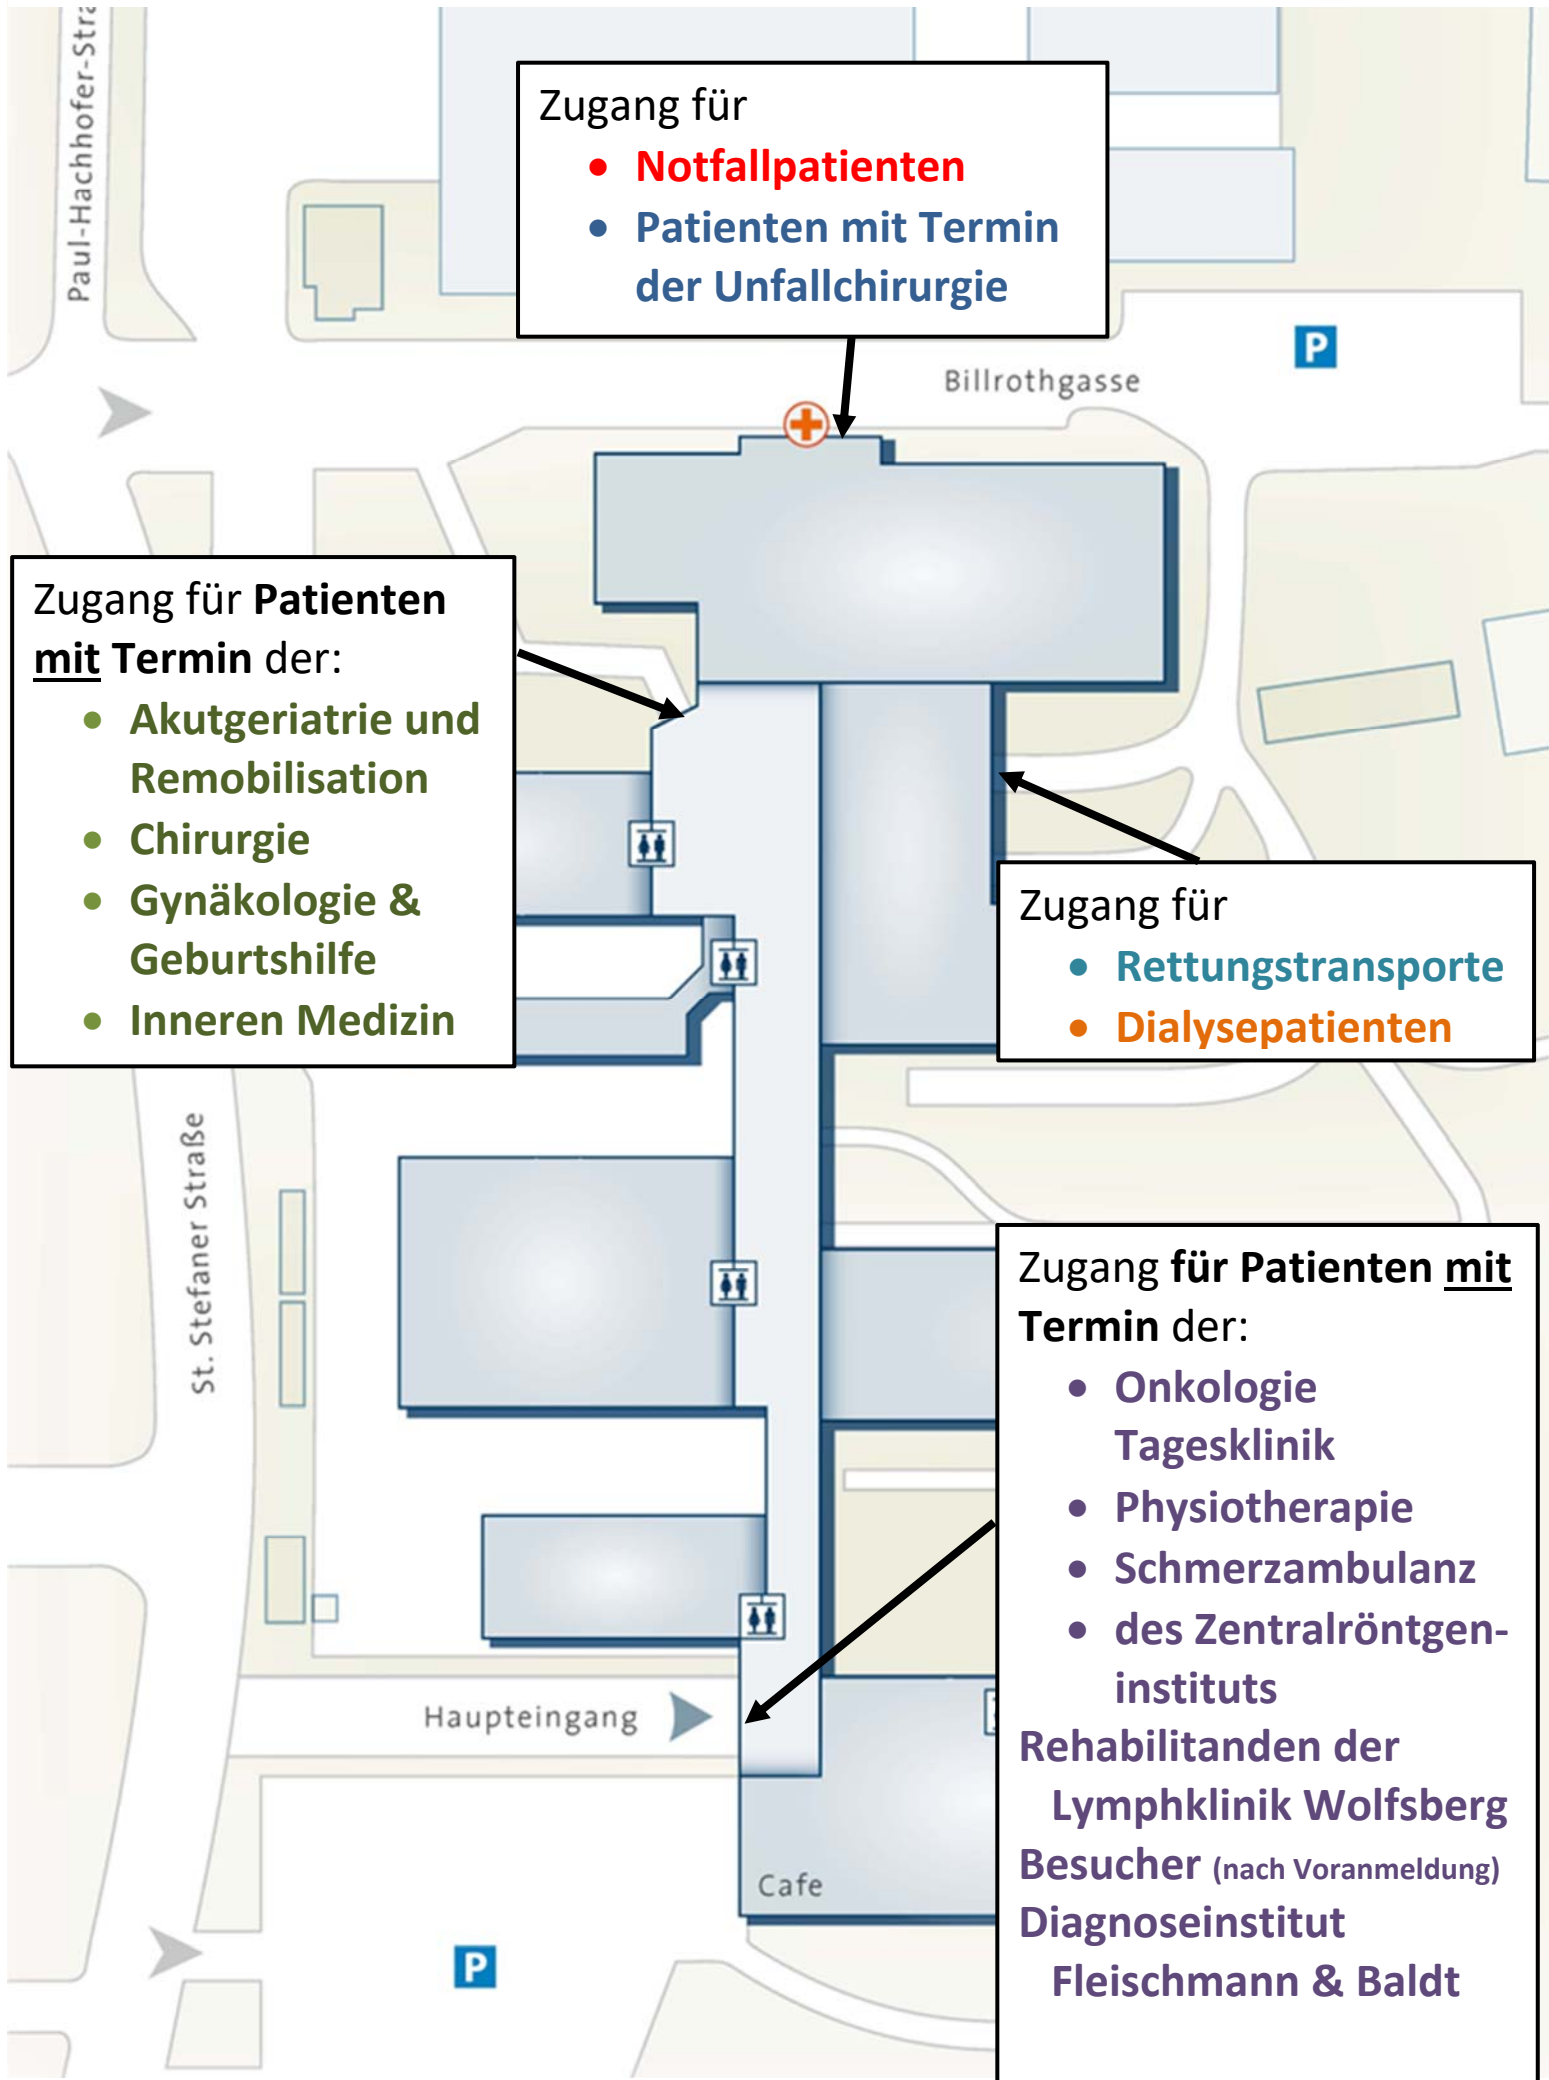 Paul-Hachhofer-Stra
Zugang für
• Notfallpatienten
• Patienten mit Termin
der Unfallchirurgie
P
Billrothgasse
Zugang für Patienten
mit Termin der:
• Akutgeriatrie und
Remobilisation
• Chirurgie
• Gynäkologie &
Geburtshilfe
• Inneren Medizin
Zugang für
• Rettungstransporte
• Dialysepatienten
St. Stefaner Straße
Zugang für Patienten mit
Termin der:
• Onkologie
Tagesklinik
• Physiotherapie
• Schmerzambulanz
• des Zentralröntgen-
instituts
Rehabilitanden der
Lymphklinik Wolfsberg
Besucher (nach Voranmeldung)
Diagnoseinstitut
Fleischmann & Baldt
Haupteingang
Cafe
P